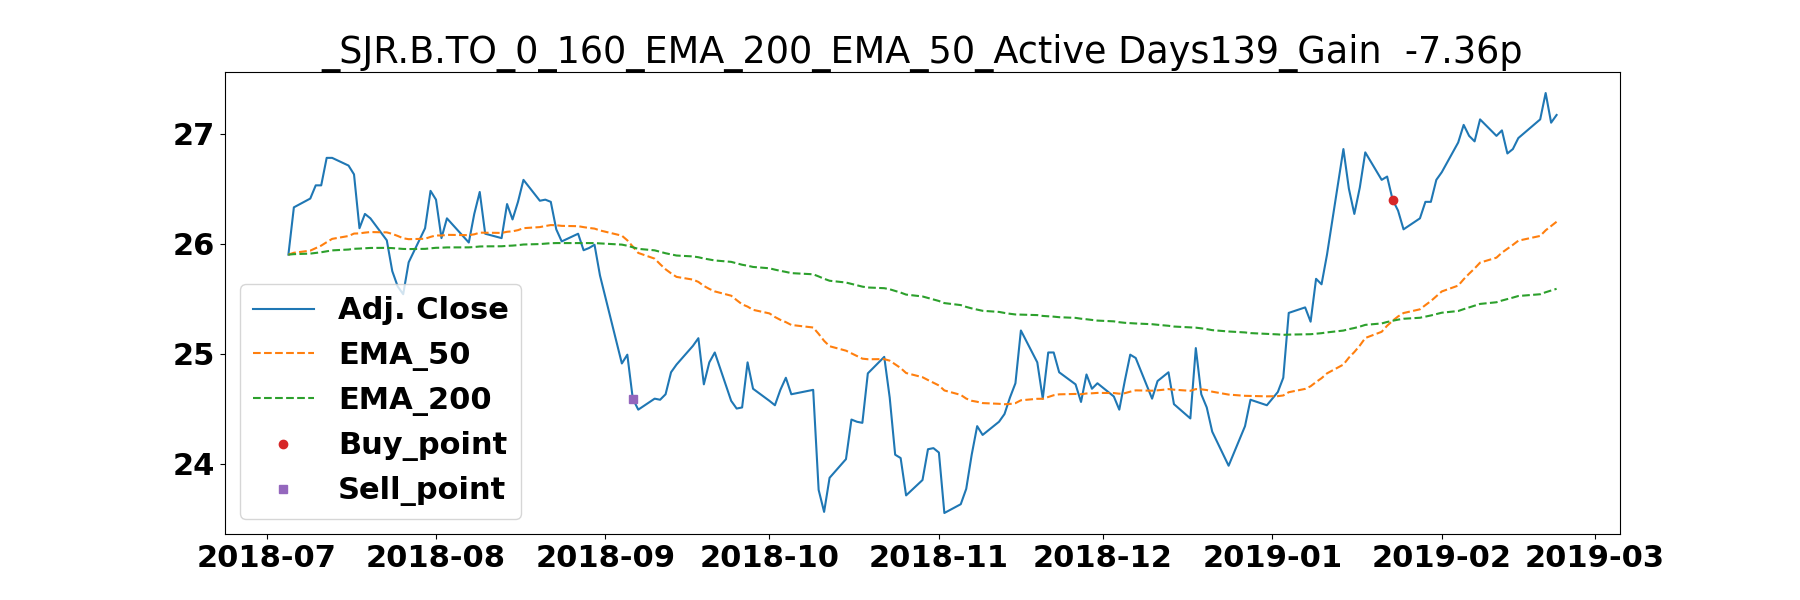 _SJR.B.TO_0_160_EMA_200_EMA_50_Active Days139_Gain  -7.36p
27
26
25
24
Adj. Close
EMA_50
EMA_200
Buy_point
Sell_point
2018-07 2018-08 2018-09 2018-10 2018-11 2018-12 2019-01 2019-02 2019-03